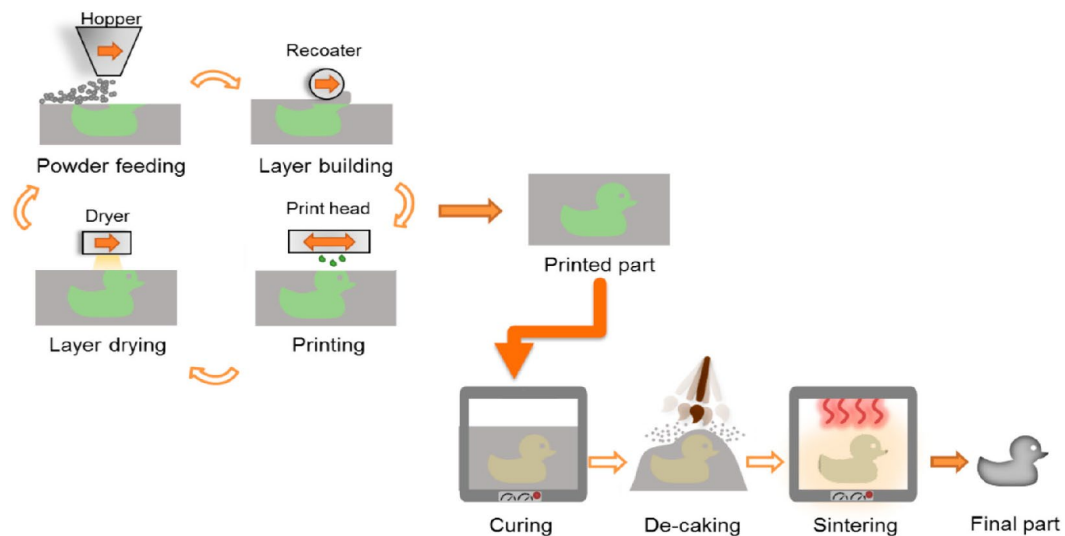 Hopper
Recoater
Powder feeding
Layer building
Dryer
Print head
Layer drying
Printing
Printed part
Curing
De-caking
Sintering
Final part